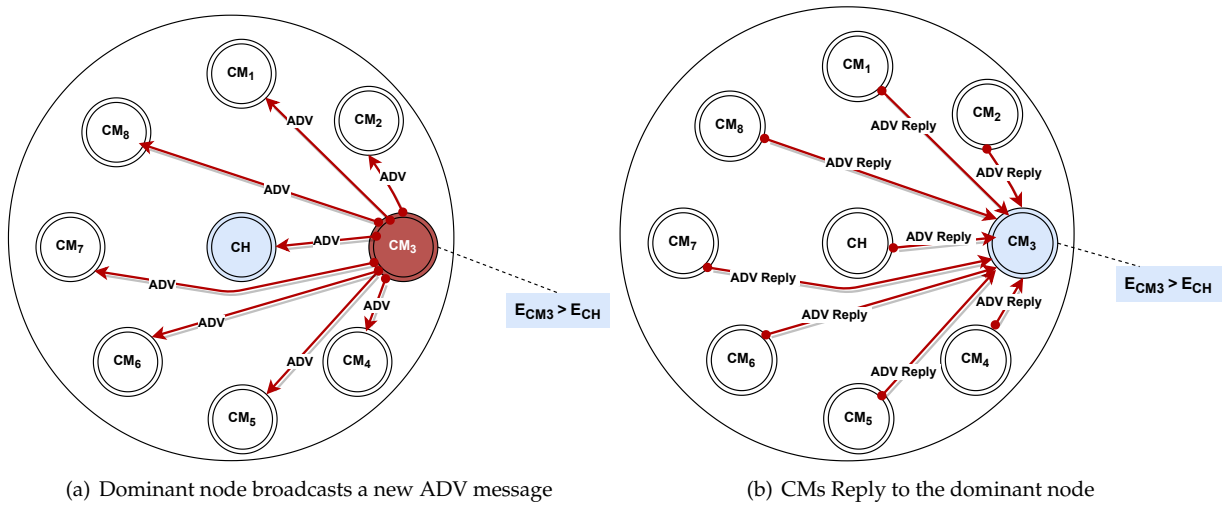 CM1
ADV
CM2
CM8
ADV
ADV
CM7
CH
ADV
CM3
ADV
ADV
ECM3 > ECH
CM6
ADV
ADV
CM4
CM5
(a) Dominant node broadcasts a new ADV message
CM1
CM2
CM8
ADV Reply
ADV Reply
ADV Reply
CM7
CH
ADV Reply
CM3
ECM3 > ECH
ADV Reply
ADV Reply
CM6
CM4
ADV Reply
CM5
(b) CMs Reply to the dominant node